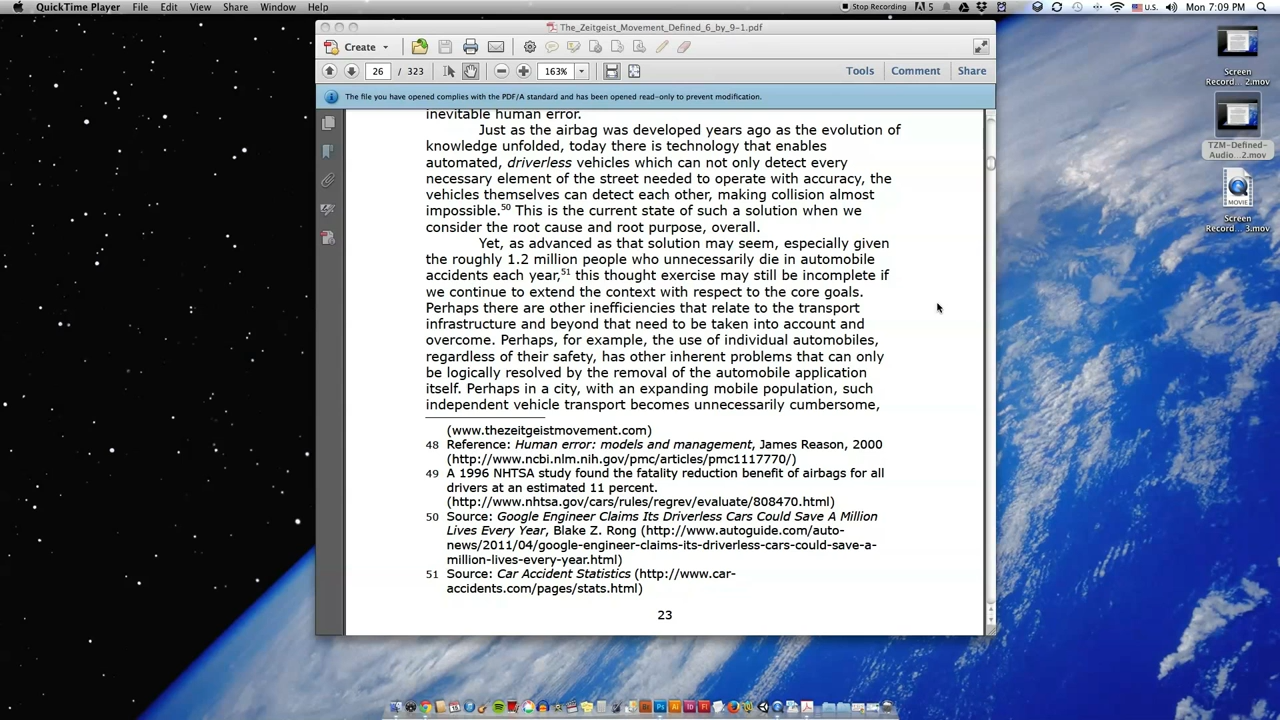 QuickTime Player File Edit View Share Window Help
Stop Recording 5 U.S. Mon 7:09 PM
The_Zeitgeist_Movement_Defined_6_by_9-1.pdf
Create
26 / 323 163% Tools Comment Share
The file you have opened complies with the PDF/A standard and has been opened read-only to prevent modification.
inevitable human error.
Just as the airbag was developed years ago as the evolution of
knowledge unfolded, today there is technology that enables
automated, driverless vehicles which can not only detect every
necessary element of the street needed to operate with accuracy, the
vehicles themselves can detect each other, making collision almost
impossible.50 This is the current state of such a solution when we
consider the root cause and root purpose, overall.
Yet, as advanced as that solution may seem, especially given
the roughly 1.2 million people who unnecessarily die in automobile
accidents each year,51 this thought exercise may still be incomplete if
we continue to extend the context with respect to the core goals.
Perhaps there are other inefficiencies that relate to the transport
infrastructure and beyond that need to be taken into account and
overcome. Perhaps, for example, the use of individual automobiles,
regardless of their safety, has other inherent problems that can only
be logically resolved by the removal of the automobile application
itself. Perhaps in a city, with an expanding mobile population, such
independent vehicle transport becomes unnecessarily cumbersome,
(www.thezeitgeistmovement.com)
48 Reference: Human error: models and management, James Reason, 2000
(http://www.ncbi.nlm.nih.gov/pmc/articles/pmc1117770/)
49 A 1996 NHTSA study found the fatality reduction benefit of airbags for all
drivers at an estimated 11 percent.
(http://www.nhtsa.gov/cars/rules/regrev/evaluate/808470.html)
50 Source: Google Engineer Claims Its Driverless Cars Could Save A Million
Lives Every Year, Blake Z. Rong (http://www.autoguide.com/auto-
news/2011/04/google-engineer-claims-its-driverless-cars-could-save-a-
million-lives-every-year.html)
51 Source: Car Accident Statistics (http://www.car-
accidents.com/pages/stats.html)
23
Screen
Record... 2.mov
TZM-Defined-
Audio...2.mov
MOVIE
Screen
Record... 3.mov